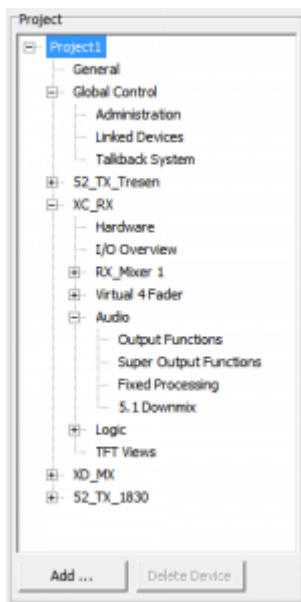 Project
Project1
General
Global Control
Administration
Linked Devices
Talkback System
52_TX_Tresen
XC_RX
Hardware
I/O Overview
RX_Mixer 1
Virtual 4 Fader
Audio
Output Functions
Super Output Functions
Fixed Processing
5.1 Downmix
Logic
TFT Views
XD_MX
52_TX_1830
Add ... Delete Device